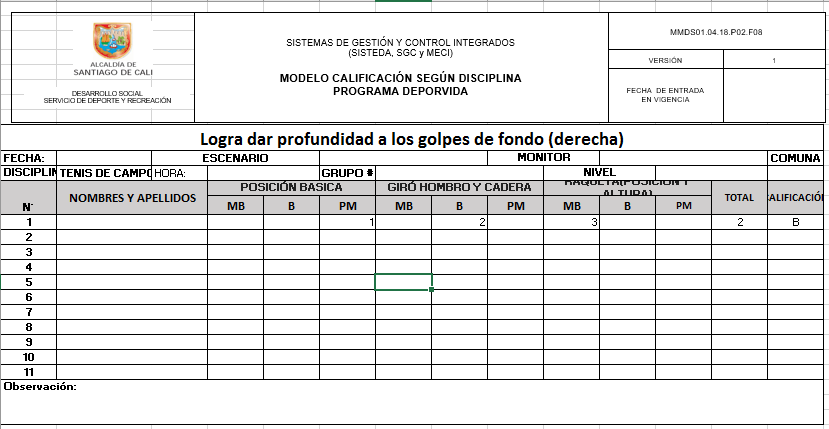 ALCALDÍA DE
SANTIAGO DE CALI
DESARROLLO SOCIAL
SERVICIO DE DEPORTE Y RECREACIÓN
SISTEMAS DE GESTIÓN Y CONTROL INTEGRADOS
(SISTEDA, SGC y MECI)
MODELO CALIFICACIÓN SEGÚN DISCIPLINA
PROGRAMA DEPORVIDA
MMDS01.04.18.P02.F08
VERSIÓN 1
FECHA DE ENTRADA
EN VIGENCIA
Logra dar profundidad a los golpes de fondo (derecha)
FECHA: ESCENARIO MONITOR COMUNA
DISCIPLIN TENIS DE CAMPO HORA: GRUPO # NIVEL
N° NOMBRES Y APELLIDOS POSICIÓN BASICA GIRÓ HOMBRO Y CADERA RAQUETA(POSICION Y ALTURA) TOTAL CALIFICACIÓN
MB B PM MB B PM MB B PM
1 1 2 3 2 B
2
3
4
5
6
7
8
9
10
11
Observación: